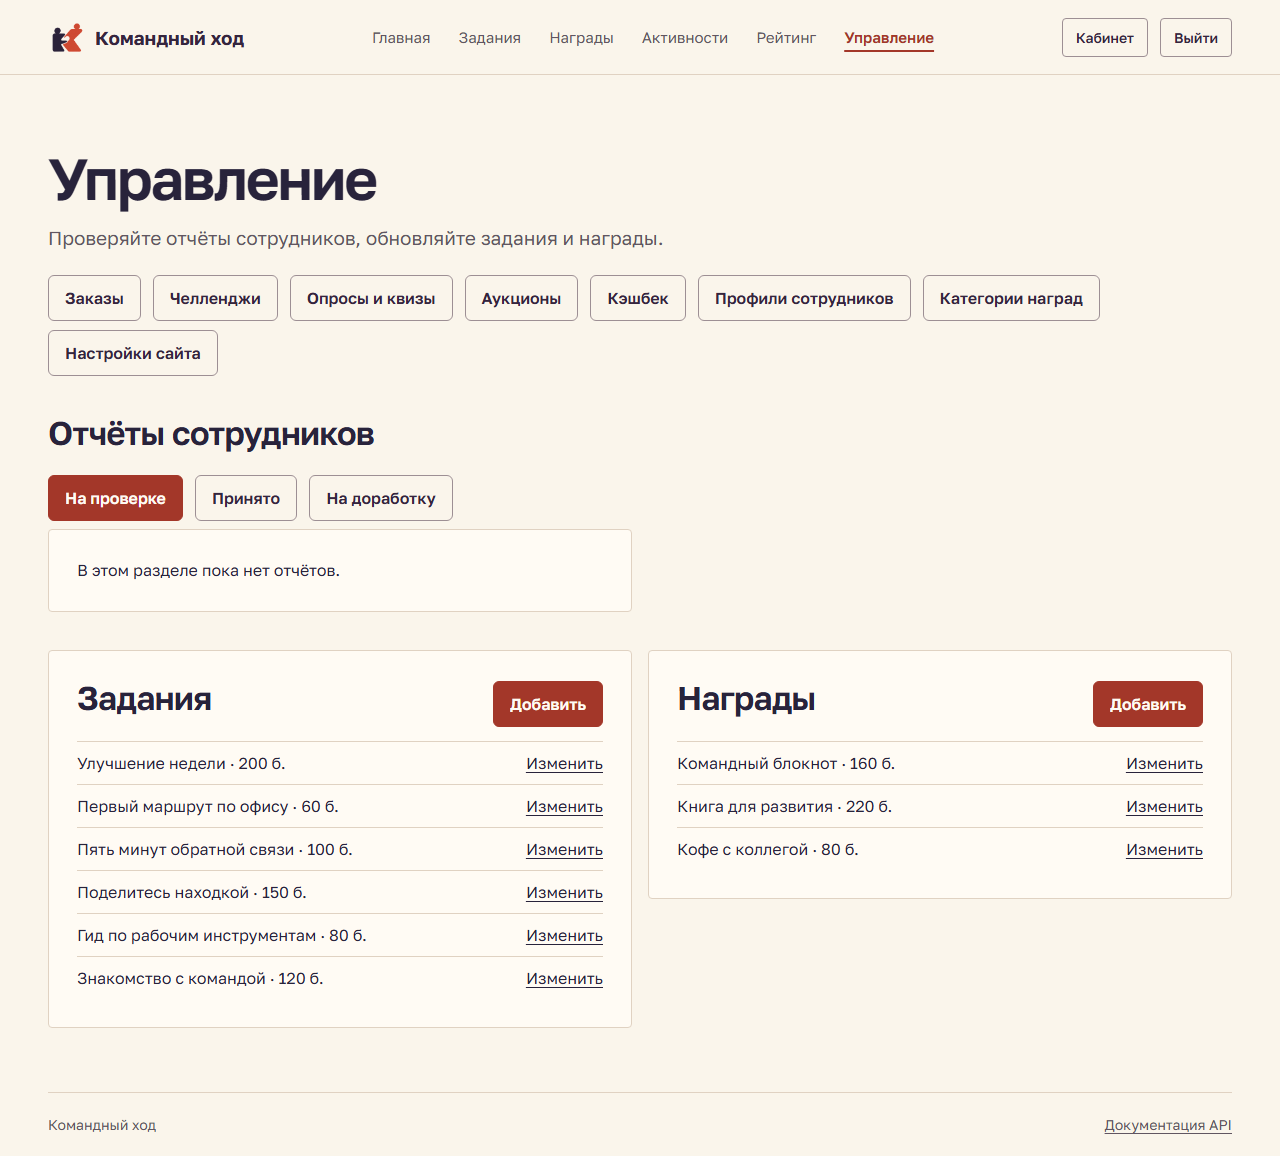 Командный ход
Главная Задания Награды Активности Рейтинг Управление
Кабинет Выйти
Управление
Проверяйте отчёты сотрудников, обновляйте задания и награды.
Заказы Челленджи Опросы и квизы Аукционы Кэшбек Профили сотрудников Категории наград
Настройки сайта
Отчёты сотрудников
На проверке Принято На доработку
В этом разделе пока нет отчётов.
Задания Добавить
Улучшение недели · 200 б. Изменить
Первый маршрут по офису · 60 б. Изменить
Пять минут обратной связи · 100 б. Изменить
Поделитесь находкой · 150 б. Изменить
Гид по рабочим инструментам · 80 б. Изменить
Знакомство с командой · 120 б. Изменить
Награды Добавить
Командный блокнот · 160 б. Изменить
Книга для развития · 220 б. Изменить
Кофе с коллегой · 80 б. Изменить
Командный ход
Документация API